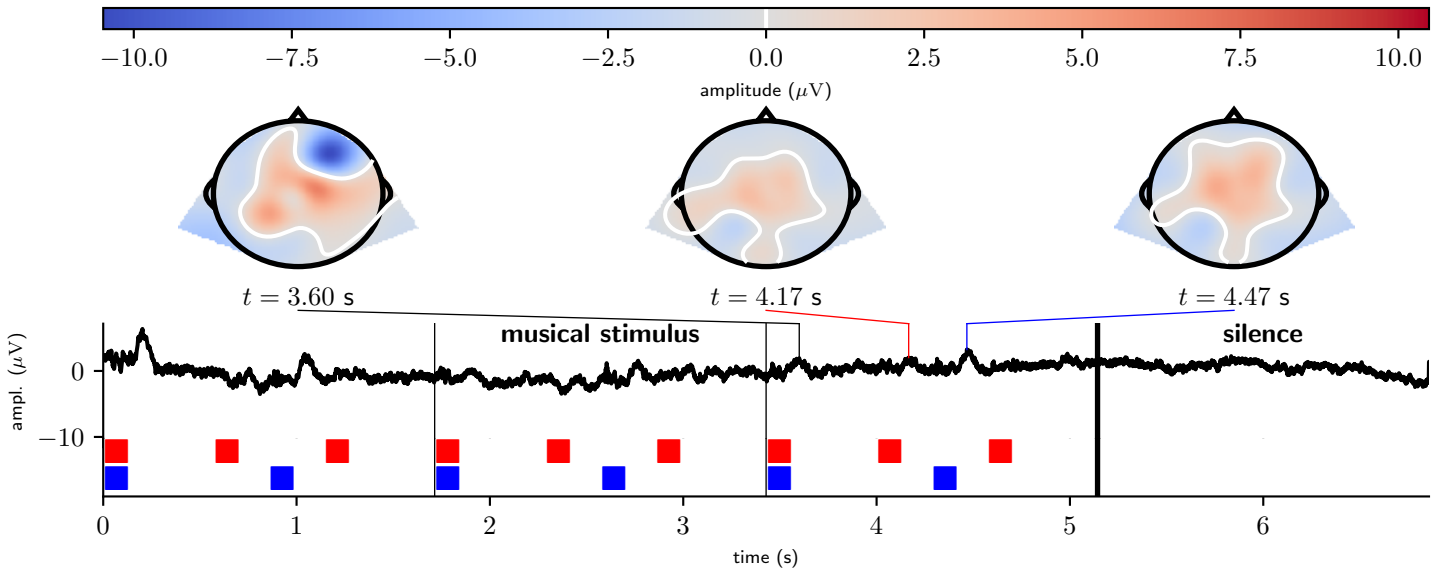 −10.0 −7.5 −5.0 −2.5 0.0 2.5 5.0 7.5 10.0
amplitude (μV)
t = 3.60 s t = 4.17 s t = 4.47 s
musical stimulus silence
ampl. (μV)
0
−10
0 1 2 3 4 5 6
time (s)